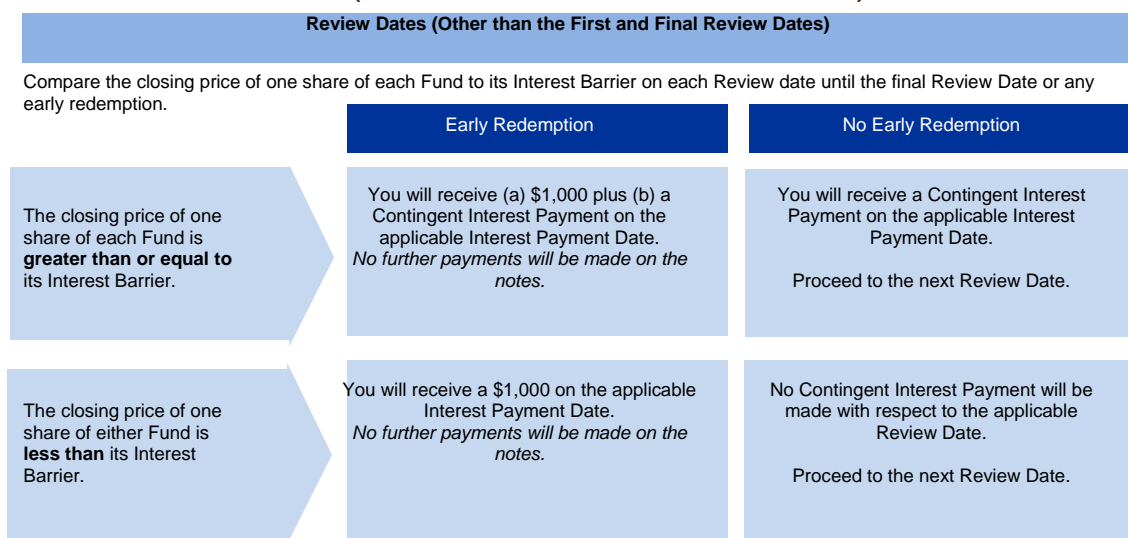 Review Dates (Other than the First and Final Review Dates)
Compare the closing price of one share of each Fund to its Interest Barrier on each Review date until the final Review Date or any
early redemption.
Early Redemption
No Early Redemption
The closing price of one
share of each Fund is
greater than or equal to
its Interest Barrier.
You will receive (a) $1,000 plus (b) a
Contingent Interest Payment on the
applicable Interest Payment Date.
No further payments will be made on the
notes.
You will receive a Contingent Interest
Payment on the applicable Interest
Payment Date.
Proceed to the next Review Date.
The closing price of one
share of either Fund is
less than its Interest
Barrier.
You will receive a $1,000 on the applicable
Interest Payment Date.
No further payments will be made on the
notes.
No Contingent Interest Payment will be
made with respect to the applicable
Review Date.
Proceed to the next Review Date.